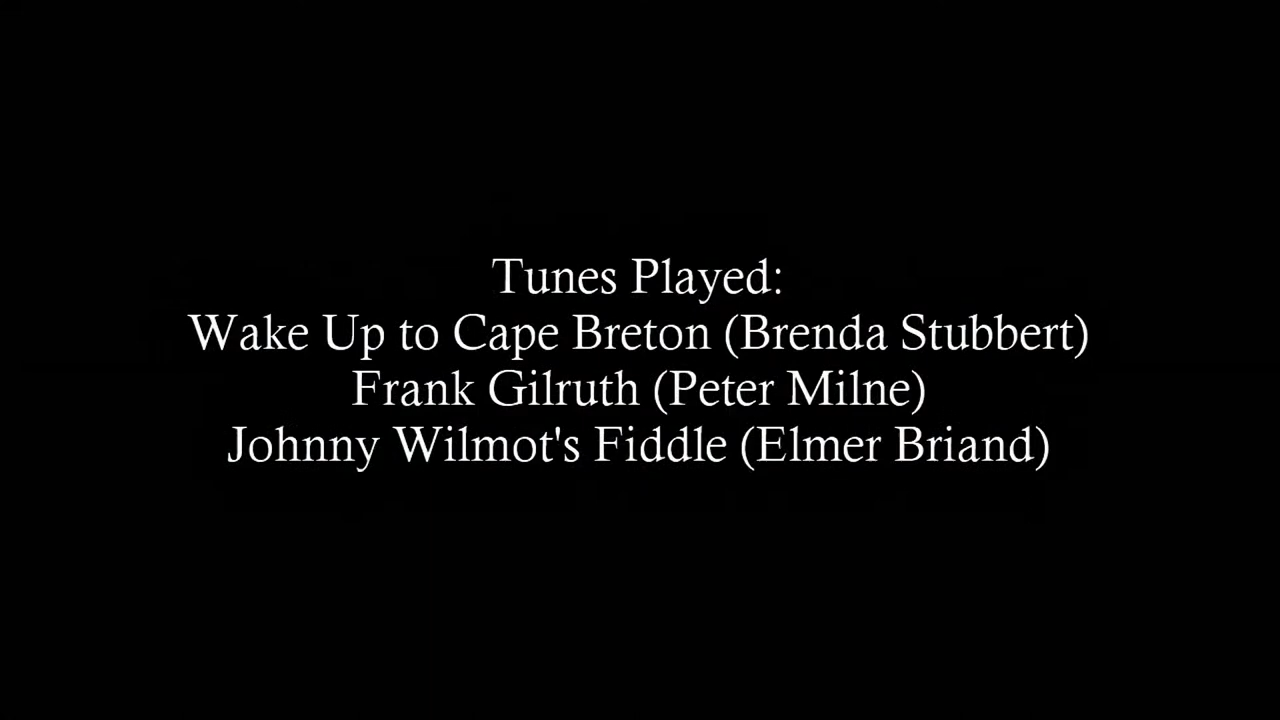 Tunes Played:
Wake Up to Cape Breton (Brenda Stubbert)
Frank Gilruth (Peter Milne)
Johnny Wilmot's Fiddle (Elmer Briand)